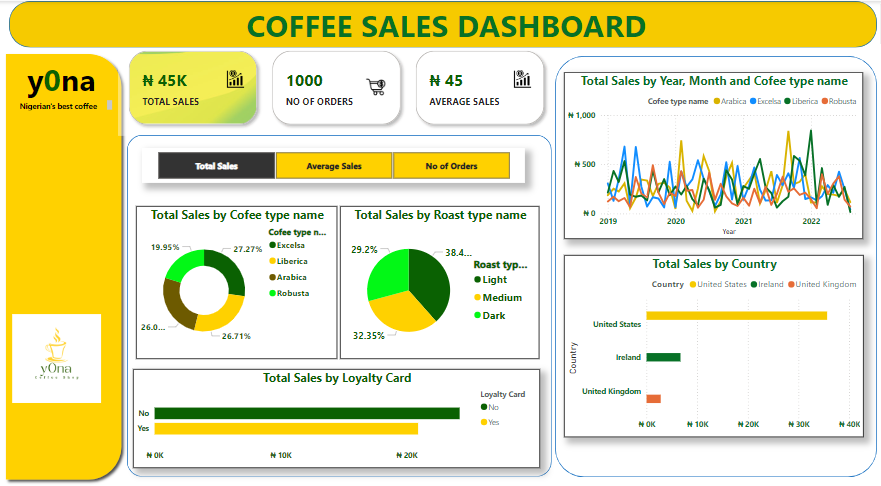 COFFEE SALES DASHBOARD
y0na
Nigerian's best coffee
₦ 45K
TOTAL SALES
1000
NO OF ORDERS
₦ 45
AVERAGE SALES
Total Sales
Average Sales
No of Orders
Total Sales by Cofee type name
19.95%
27.27%
26.0...
26.71%
Cofee type n...
Excelsa
Liberica
Arabica
Robusta
Total Sales by Roast type name
29.2%
38.4...
32.35%
Roast typ...
Light
Medium
Dark
Total Sales by Loyalty Card
No
Yes
₦ 0K
₦ 10K
₦ 20K
Loyalty Card
No
Yes
y0na
Coffee Shop
Total Sales by Year, Month and Cofee type name
Cofee type name Arabica Excelsa Liberica Robusta
₦ 1,000
₦ 500
₦ 0
2019 2020 2021 2022
Year
Total Sales by Country
Country United States Ireland United Kingdom
Country
United States
Ireland
United Kingdom
₦ 0K ₦ 10K ₦ 20K ₦ 30K ₦ 40K